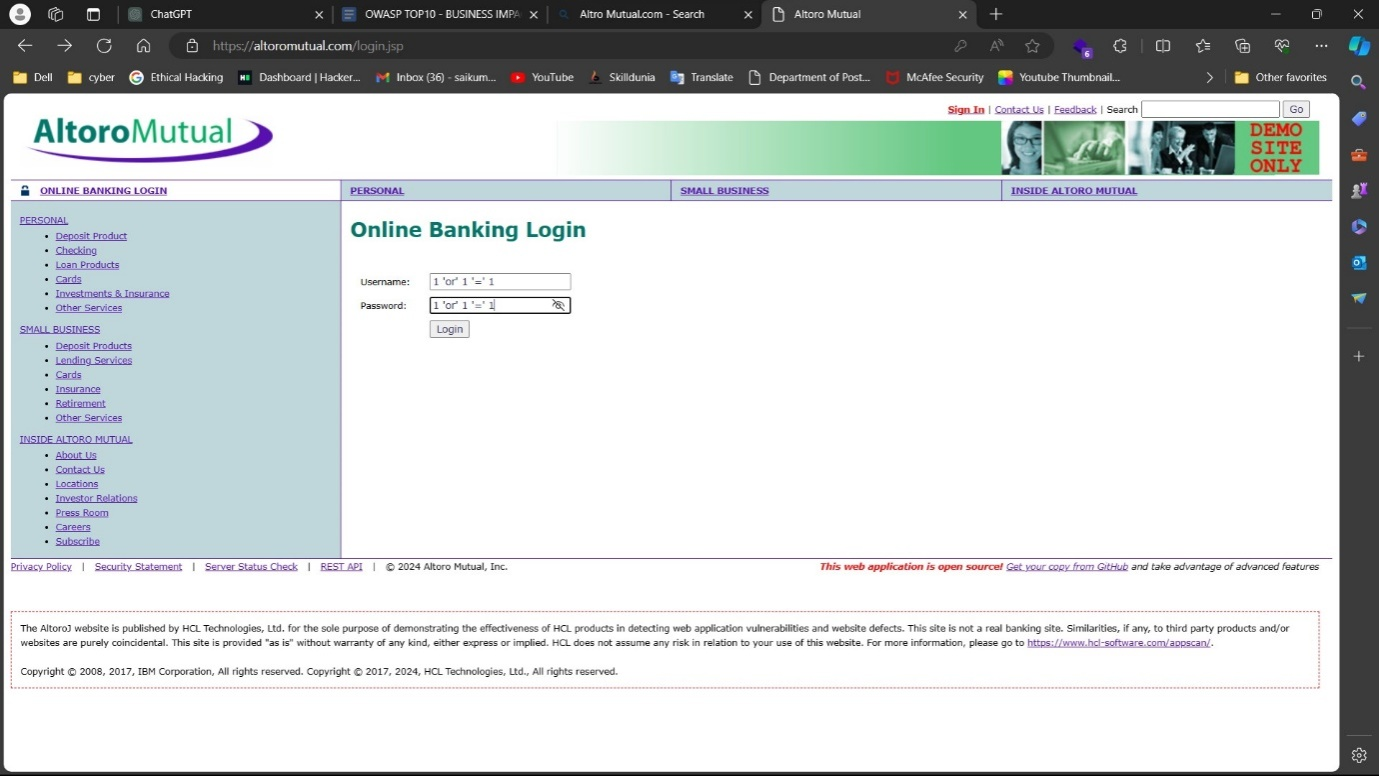 ChatGPT
OWASP TOP10 - BUSINESS IMPA
Altro Mutual.com - Search
Altoro Mutual
https://altoromutual.com/login.jsp
6
Dell
cyber
Ethical Hacking
Dashboard | Hacker...
Inbox (36) - saikum...
YouTube
Skilldunia
Translate
Department of Post...
McAfee Security
Youtube Thumbnail...
Other favorites
Sign In | Contact Us | Feedback | Search
Go
AltoroMutual
DEMO
SITE
ONLY
ONLINE BANKING LOGIN
PERSONAL
SMALL BUSINESS
INSIDE ALTORO MUTUAL
PERSONAL
Deposit Product
Checking
Loan Products
Cards
Investments & Insurance
Other Services
SMALL BUSINESS
Deposit Products
Lending Services
Cards
Insurance
Retirement
Other Services
INSIDE ALTORO MUTUAL
About Us
Contact Us
Locations
Investor Relations
Press Room
Careers
Subscribe
Online Banking Login
Username: 1 'or' 1 '=' 1
Password: 1 'or' 1 '=' 1
Login
Privacy Policy | Security Statement | Server Status Check | REST API | © 2024 Altoro Mutual, Inc.
This web application is open source! Get your copy from GitHub and take advantage of advanced features
The AltoroJ website is published by HCL Technologies, Ltd. for the sole purpose of demonstrating the effectiveness of HCL products in detecting web application vulnerabilities and website defects. This site is not a real banking site. Similarities, if any, to third party products and/or
websites are purely coincidental. This site is provided "as is" without warranty of any kind, either express or implied. HCL does not assume any risk in relation to your use of this website. For more information, please go to https://www.hcl-software.com/appscan/.
Copyright © 2008, 2017, IBM Corporation, All rights reserved. Copyright © 2017, 2024, HCL Technologies, Ltd., All rights reserved.